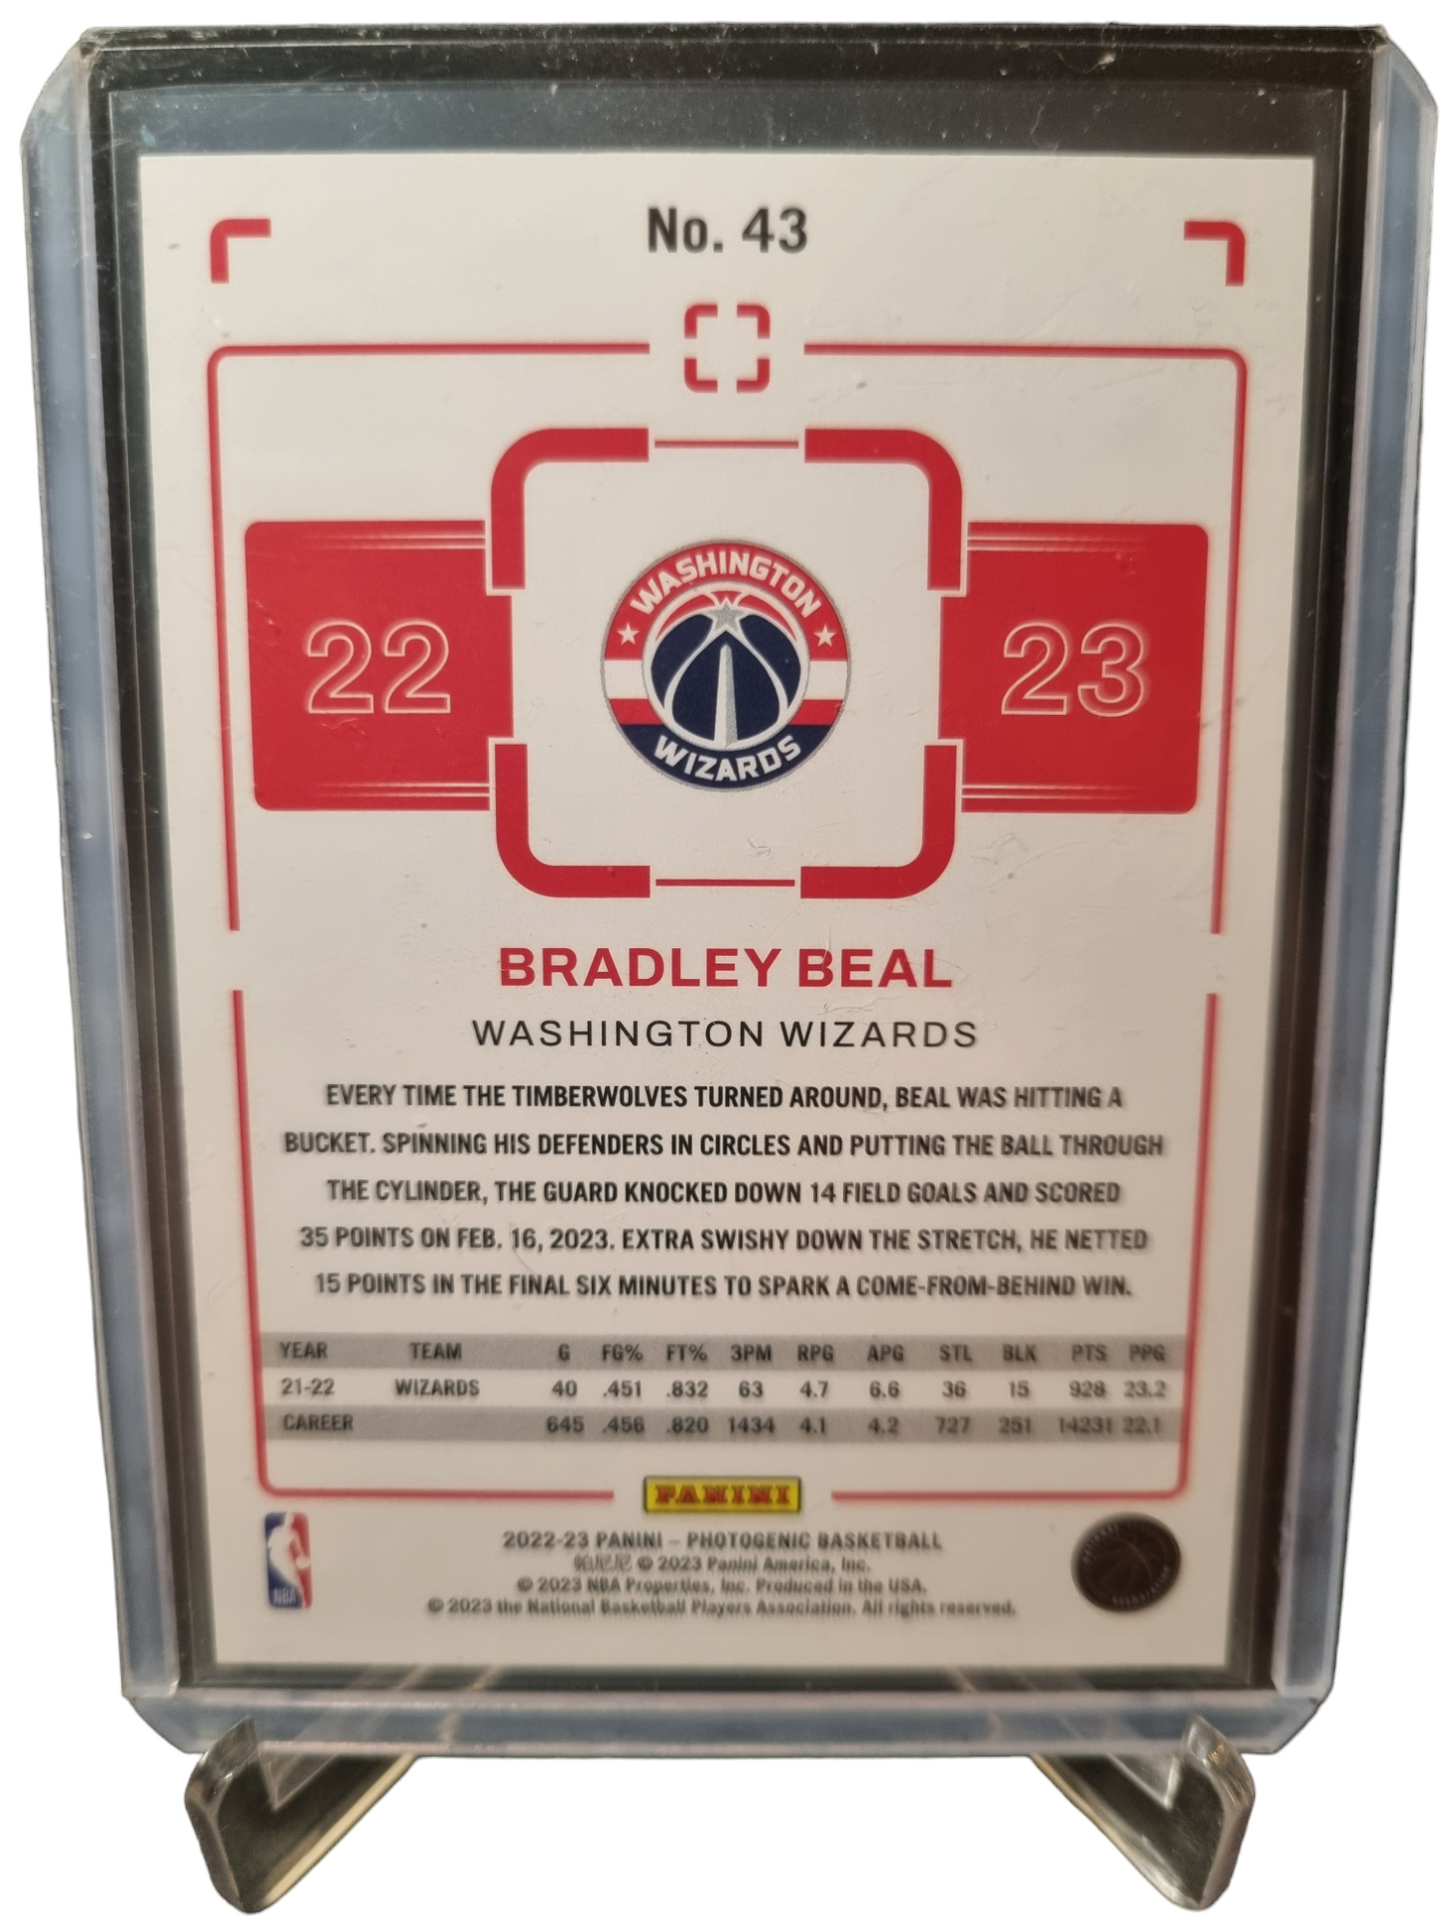 No. 43
22
23
WASHINGTON
WIZARDS
BRADLEY BEAL
WASHINGTON WIZARDS
EVERY TIME THE TIMBERWOLVES TURNED AROUND, BEAL WAS HITTING A
BUCKET. SPINNING HIS DEFENDERS IN CIRCLES AND PUTTING THE BALL THROUGH
THE CYLINDER, THE GUARD KNOCKED DOWN 14 FIELD GOALS AND SCORED
35 POINTS ON FEB. 16, 2023. EXTRA SWISHY DOWN THE STRETCH, HE NETTED
15 POINTS IN THE FINAL SIX MINUTES TO SPARK A COME-FROM-BEHIND WIN.
YEAR TEAM G FG% FT% 3PM RPG APG STL BLK PTS PPG
21-22 WIZARDS 40 .451 .832 63 4.7 6.6 36 15 928 23.2
CAREER 645 .456 .820 1434 4.1 4.2 727 251 14231 22.1
PANINI
2022-23 PANINI – PHOTOGENIC BASKETBALL
帕尼尼 © 2023 Panini America, Inc.
© 2023 NBA Properties, Inc. Produced in the USA.
© 2023 the National Basketball Players Association. All rights reserved.
NBA